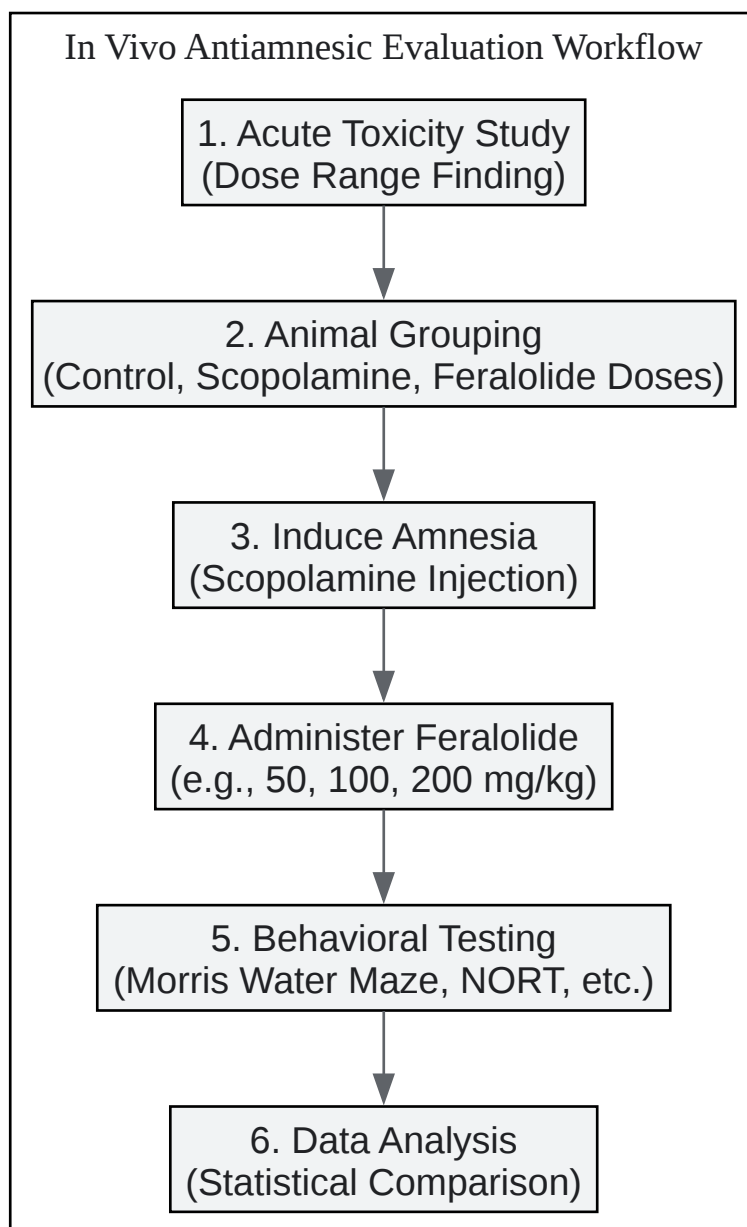 In Vivo Antiamnesic Evaluation Workflow
1. Acute Toxicity Study
(Dose Range Finding)
2. Animal Grouping
(Control, Scopolamine, Feralolide Doses)
3. Induce Amnesia
(Scopolamine Injection)
4. Administer Feralolide
(e.g., 50, 100, 200 mg/kg)
5. Behavioral Testing
(Morris Water Maze, NORT, etc.)
6. Data Analysis
(Statistical Comparison)